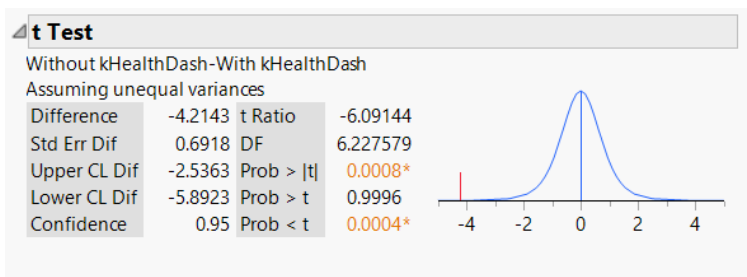 t Test
Without kHealthDash-With kHealthDash
Assuming unequal variances
Difference -4.2143 t Ratio -6.09144
Std Err Dif 0.6918 DF 6.227579
Upper CL Dif -2.5363 Prob > |t| 0.0008*
Lower CL Dif -5.8923 Prob > t 0.9996
Confidence 0.95 Prob < t 0.0004*
-4 -2 0 2 4